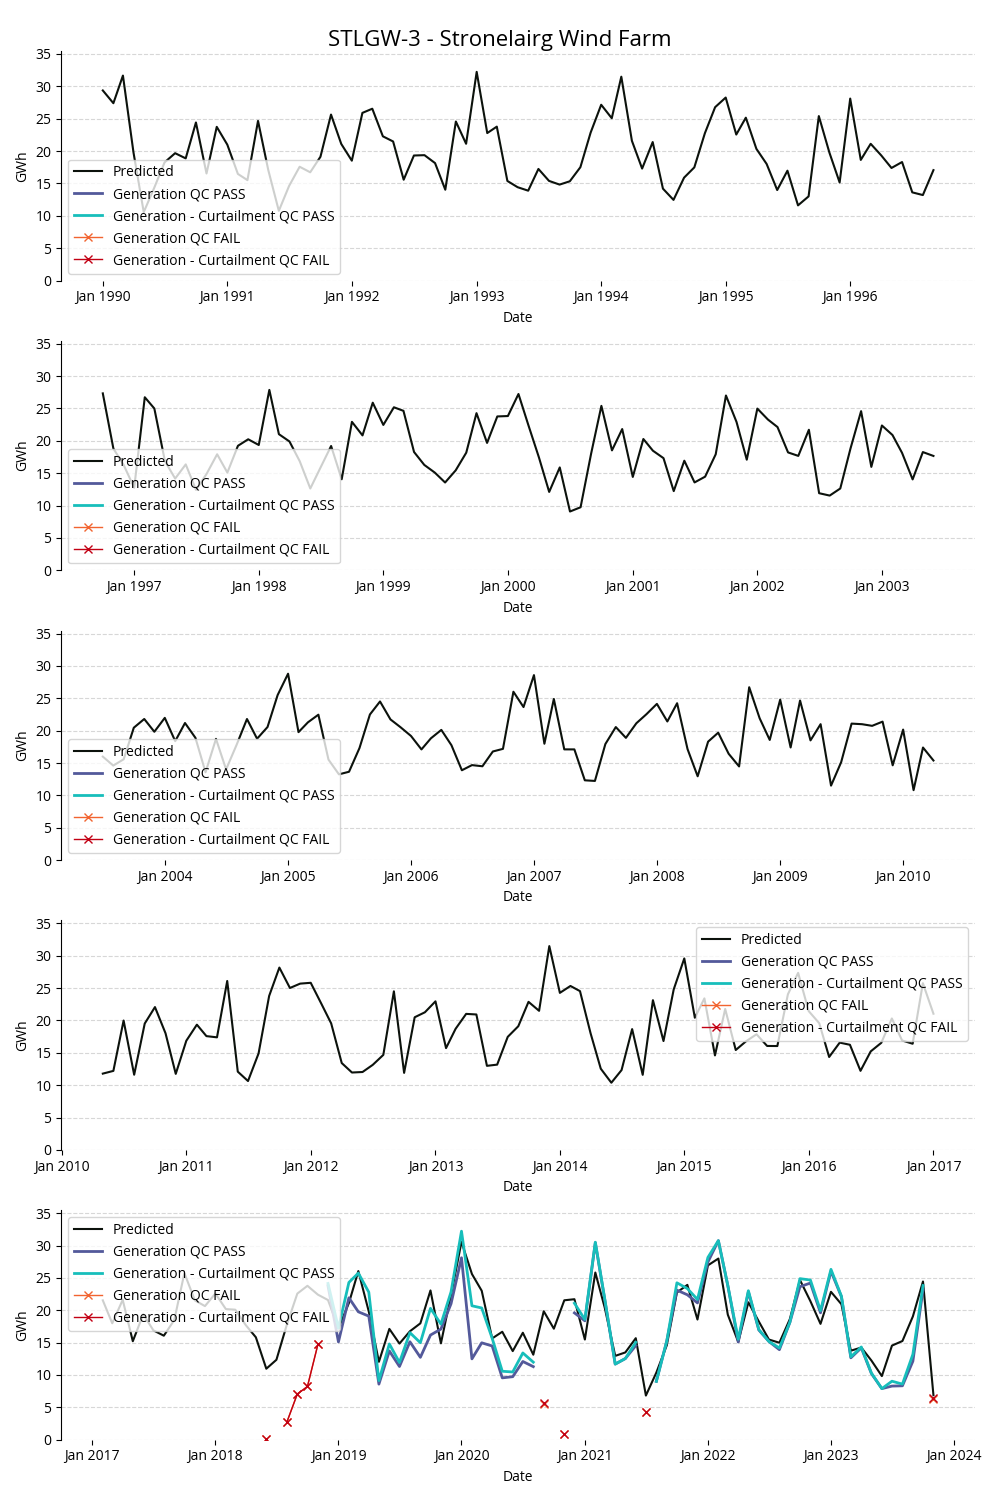 STLGW-3 - Stronelairg Wind Farm
35
30
25
20
15
10
5
0
GWh
Predicted
Generation QC PASS
Generation - Curtailment QC PASS
Generation QC FAIL
Generation - Curtailment QC FAIL
Jan 1990 Jan 1991 Jan 1992 Jan 1993 Jan 1994 Jan 1995 Jan 1996
Date
35
30
25
20
15
10
5
0
GWh
Predicted
Generation QC PASS
Generation - Curtailment QC PASS
Generation QC FAIL
Generation - Curtailment QC FAIL
Jan 1997 Jan 1998 Jan 1999 Jan 2000 Jan 2001 Jan 2002 Jan 2003
Date
35
30
25
20
15
10
5
0
GWh
Predicted
Generation QC PASS
Generation - Curtailment QC PASS
Generation QC FAIL
Generation - Curtailment QC FAIL
Jan 2004 Jan 2005 Jan 2006 Jan 2007 Jan 2008 Jan 2009 Jan 2010
Date
35
30
25
20
15
10
5
0
GWh
Predicted
Generation QC PASS
Generation - Curtailment QC PASS
Generation QC FAIL
Generation - Curtailment QC FAIL
Jan 2010 Jan 2011 Jan 2012 Jan 2013 Jan 2014 Jan 2015 Jan 2016 Jan 2017
Date
35
30
25
20
15
10
5
0
GWh
Predicted
Generation QC PASS
Generation - Curtailment QC PASS
Generation QC FAIL
Generation - Curtailment QC FAIL
Jan 2017 Jan 2018 Jan 2019 Jan 2020 Jan 2021 Jan 2022 Jan 2023 Jan 2024
Date